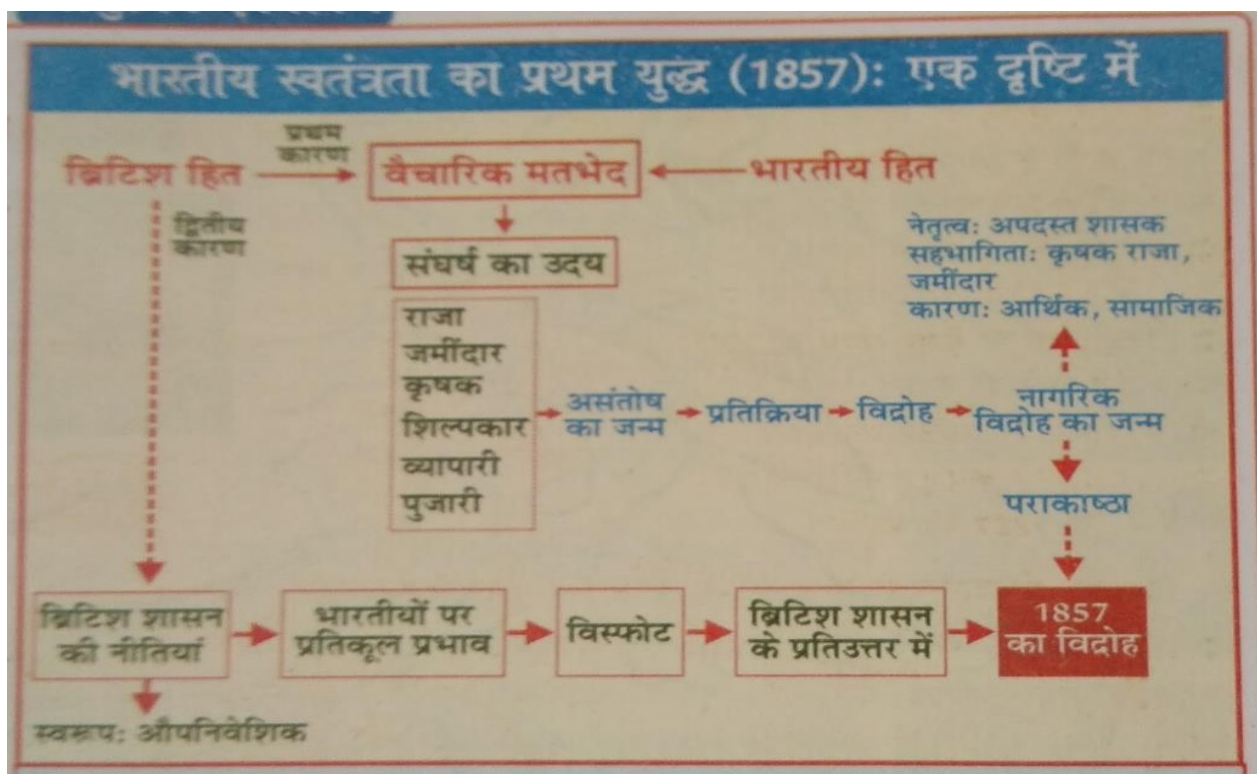 भारतीय स्वतंत्रता का प्रथम युद्ध (1857): एक दृष्टि में
प्रथम
कारण
ब्रिटिश हित
वैचारिक मतभेद
भारतीय हित
द्वितीय
कारण
संघर्ष का उदय
नेतृत्व: अपदस्त शासक
सहभागिता: कृषक राजा,
जमींदार
कारण: आर्थिक, सामाजिक
राजा
जमींदार
कृषक
शिल्पकार
व्यापारी
पुजारी
असंतोष
का जन्म
प्रतिक्रिया
विद्रोह
नागरिक
विद्रोह का जन्म
पराकाष्ठा
ब्रिटिश शासन
की नीतियां
भारतीयों पर
प्रतिकूल प्रभाव
विस्फोट
ब्रिटिश शासन
के प्रतिउत्तर में
1857
का विद्रोह
स्वरूप: औपनिवेशिक